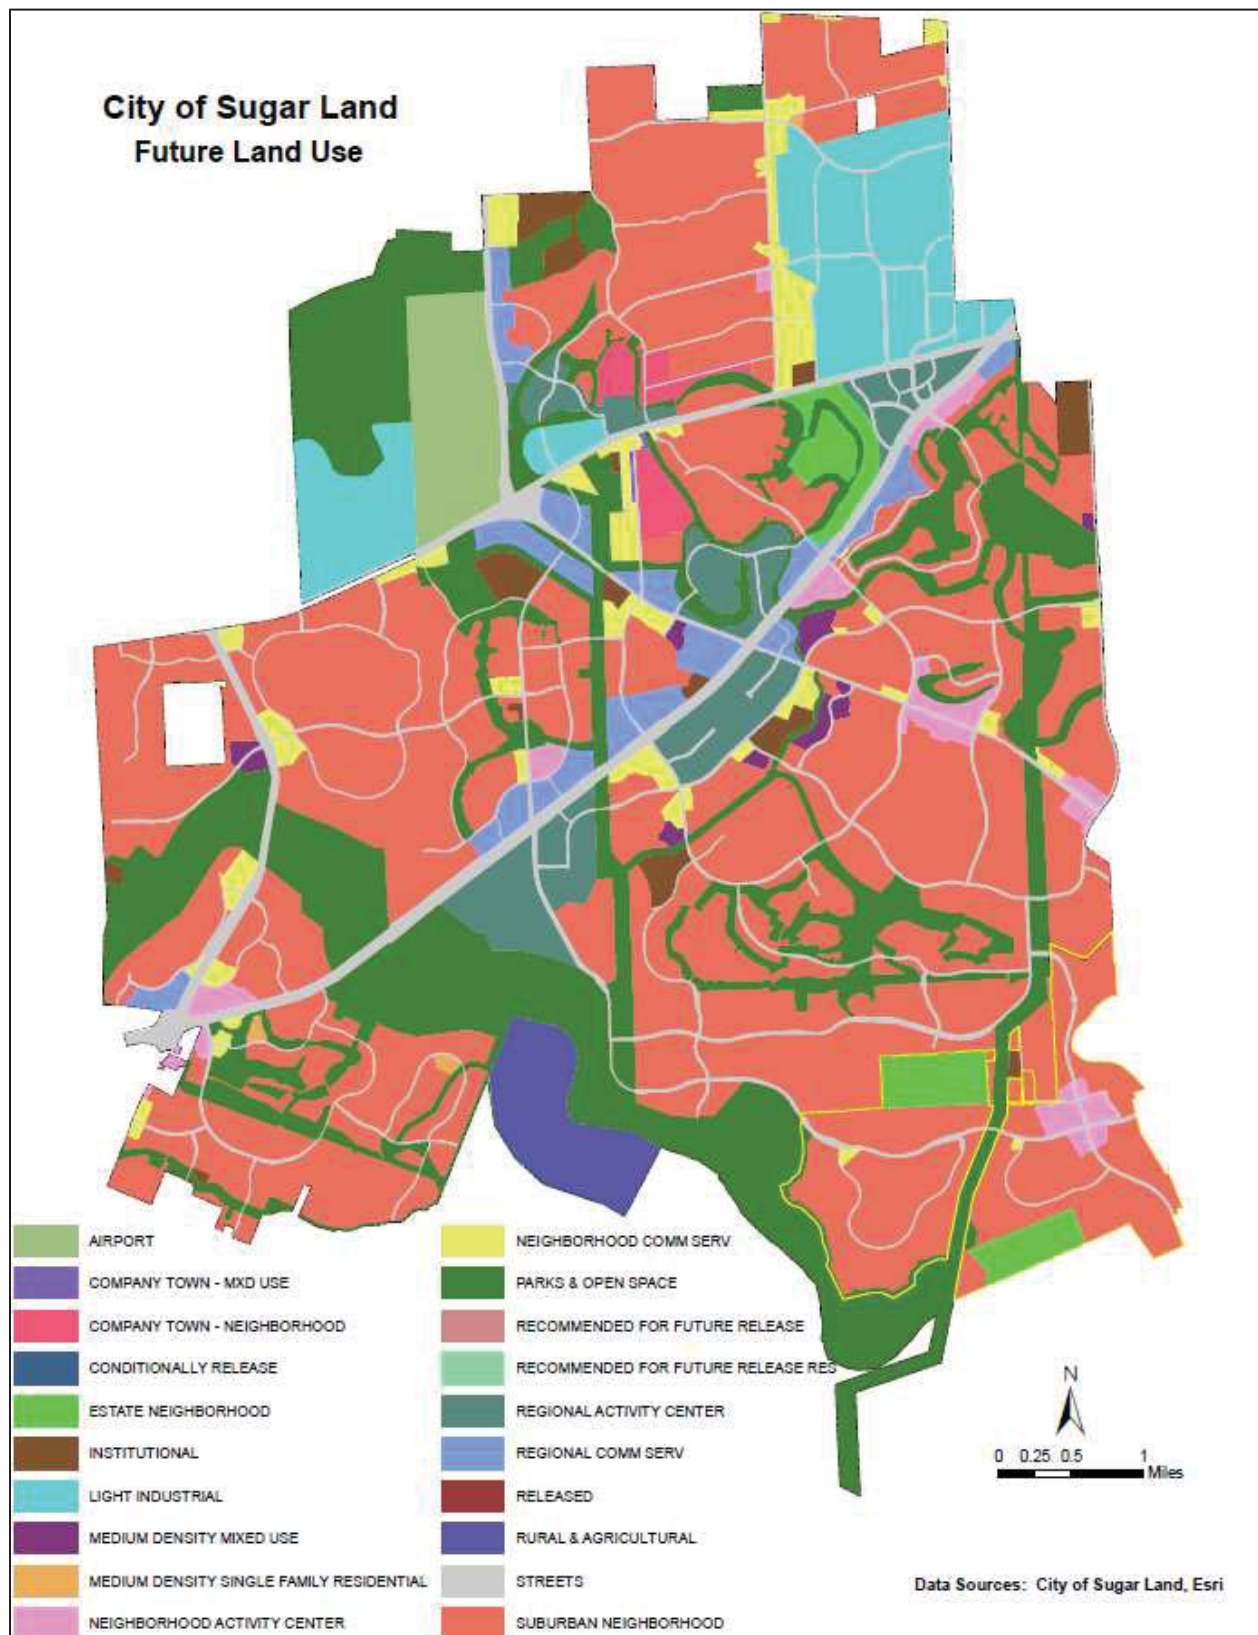 City of Sugar Land
Future Land Use
AIRPORT
COMPANY TOWN - MXD USE
COMPANY TOWN - NEIGHBORHOOD
CONDITIONALLY RELEASE
ESTATE NEIGHBORHOOD
INSTITUTIONAL
LIGHT INDUSTRIAL
MEDIUM DENSITY MIXED USE
MEDIUM DENSITY SINGLE FAMILY RESIDENTIAL
NEIGHBORHOOD ACTIVITY CENTER
NEIGHBORHOOD COMM SERV
PARKS & OPEN SPACE
RECOMMENDED FOR FUTURE RELEASE
RECOMMENDED FOR FUTURE RELEASE RES
REGIONAL ACTIVITY CENTER
REGIONAL COMM SERV
RELEASED
RURAL & AGRICULTURAL
STREETS
SUBURBAN NEIGHBORHOOD
N
0 0.25 0.5 1
Miles
Data Sources: City of Sugar Land, Esri